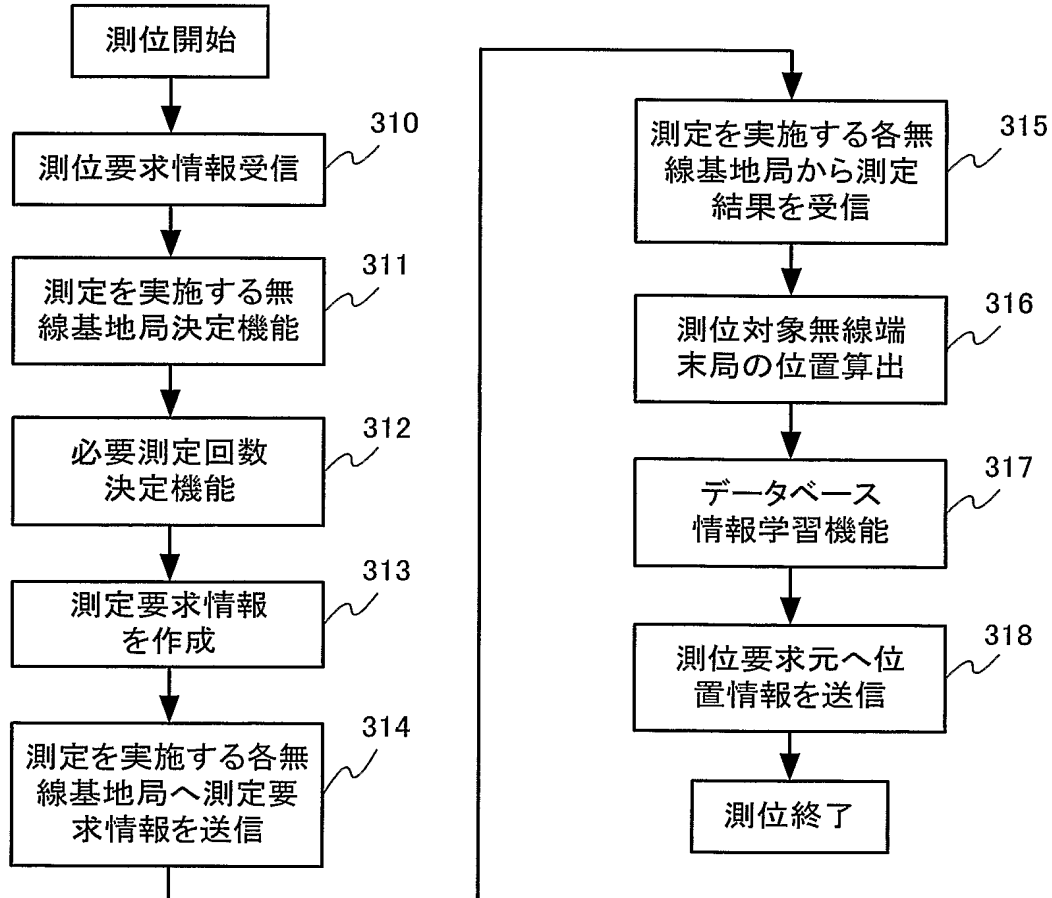 測位開始
310
測位要求情報受信
311
測定を実施する無
線基地局決定機能
312
必要測定回数
決定機能
313
測定要求情報
を作成
314
測定を実施する各無
線基地局へ測定要
求情報を送信
315
測定を実施する各無
線基地局から測定
結果を受信
316
測位対象無線端
末局の位置算出
317
データベース
情報学習機能
318
測位要求元へ位
置情報を送信
測位終了